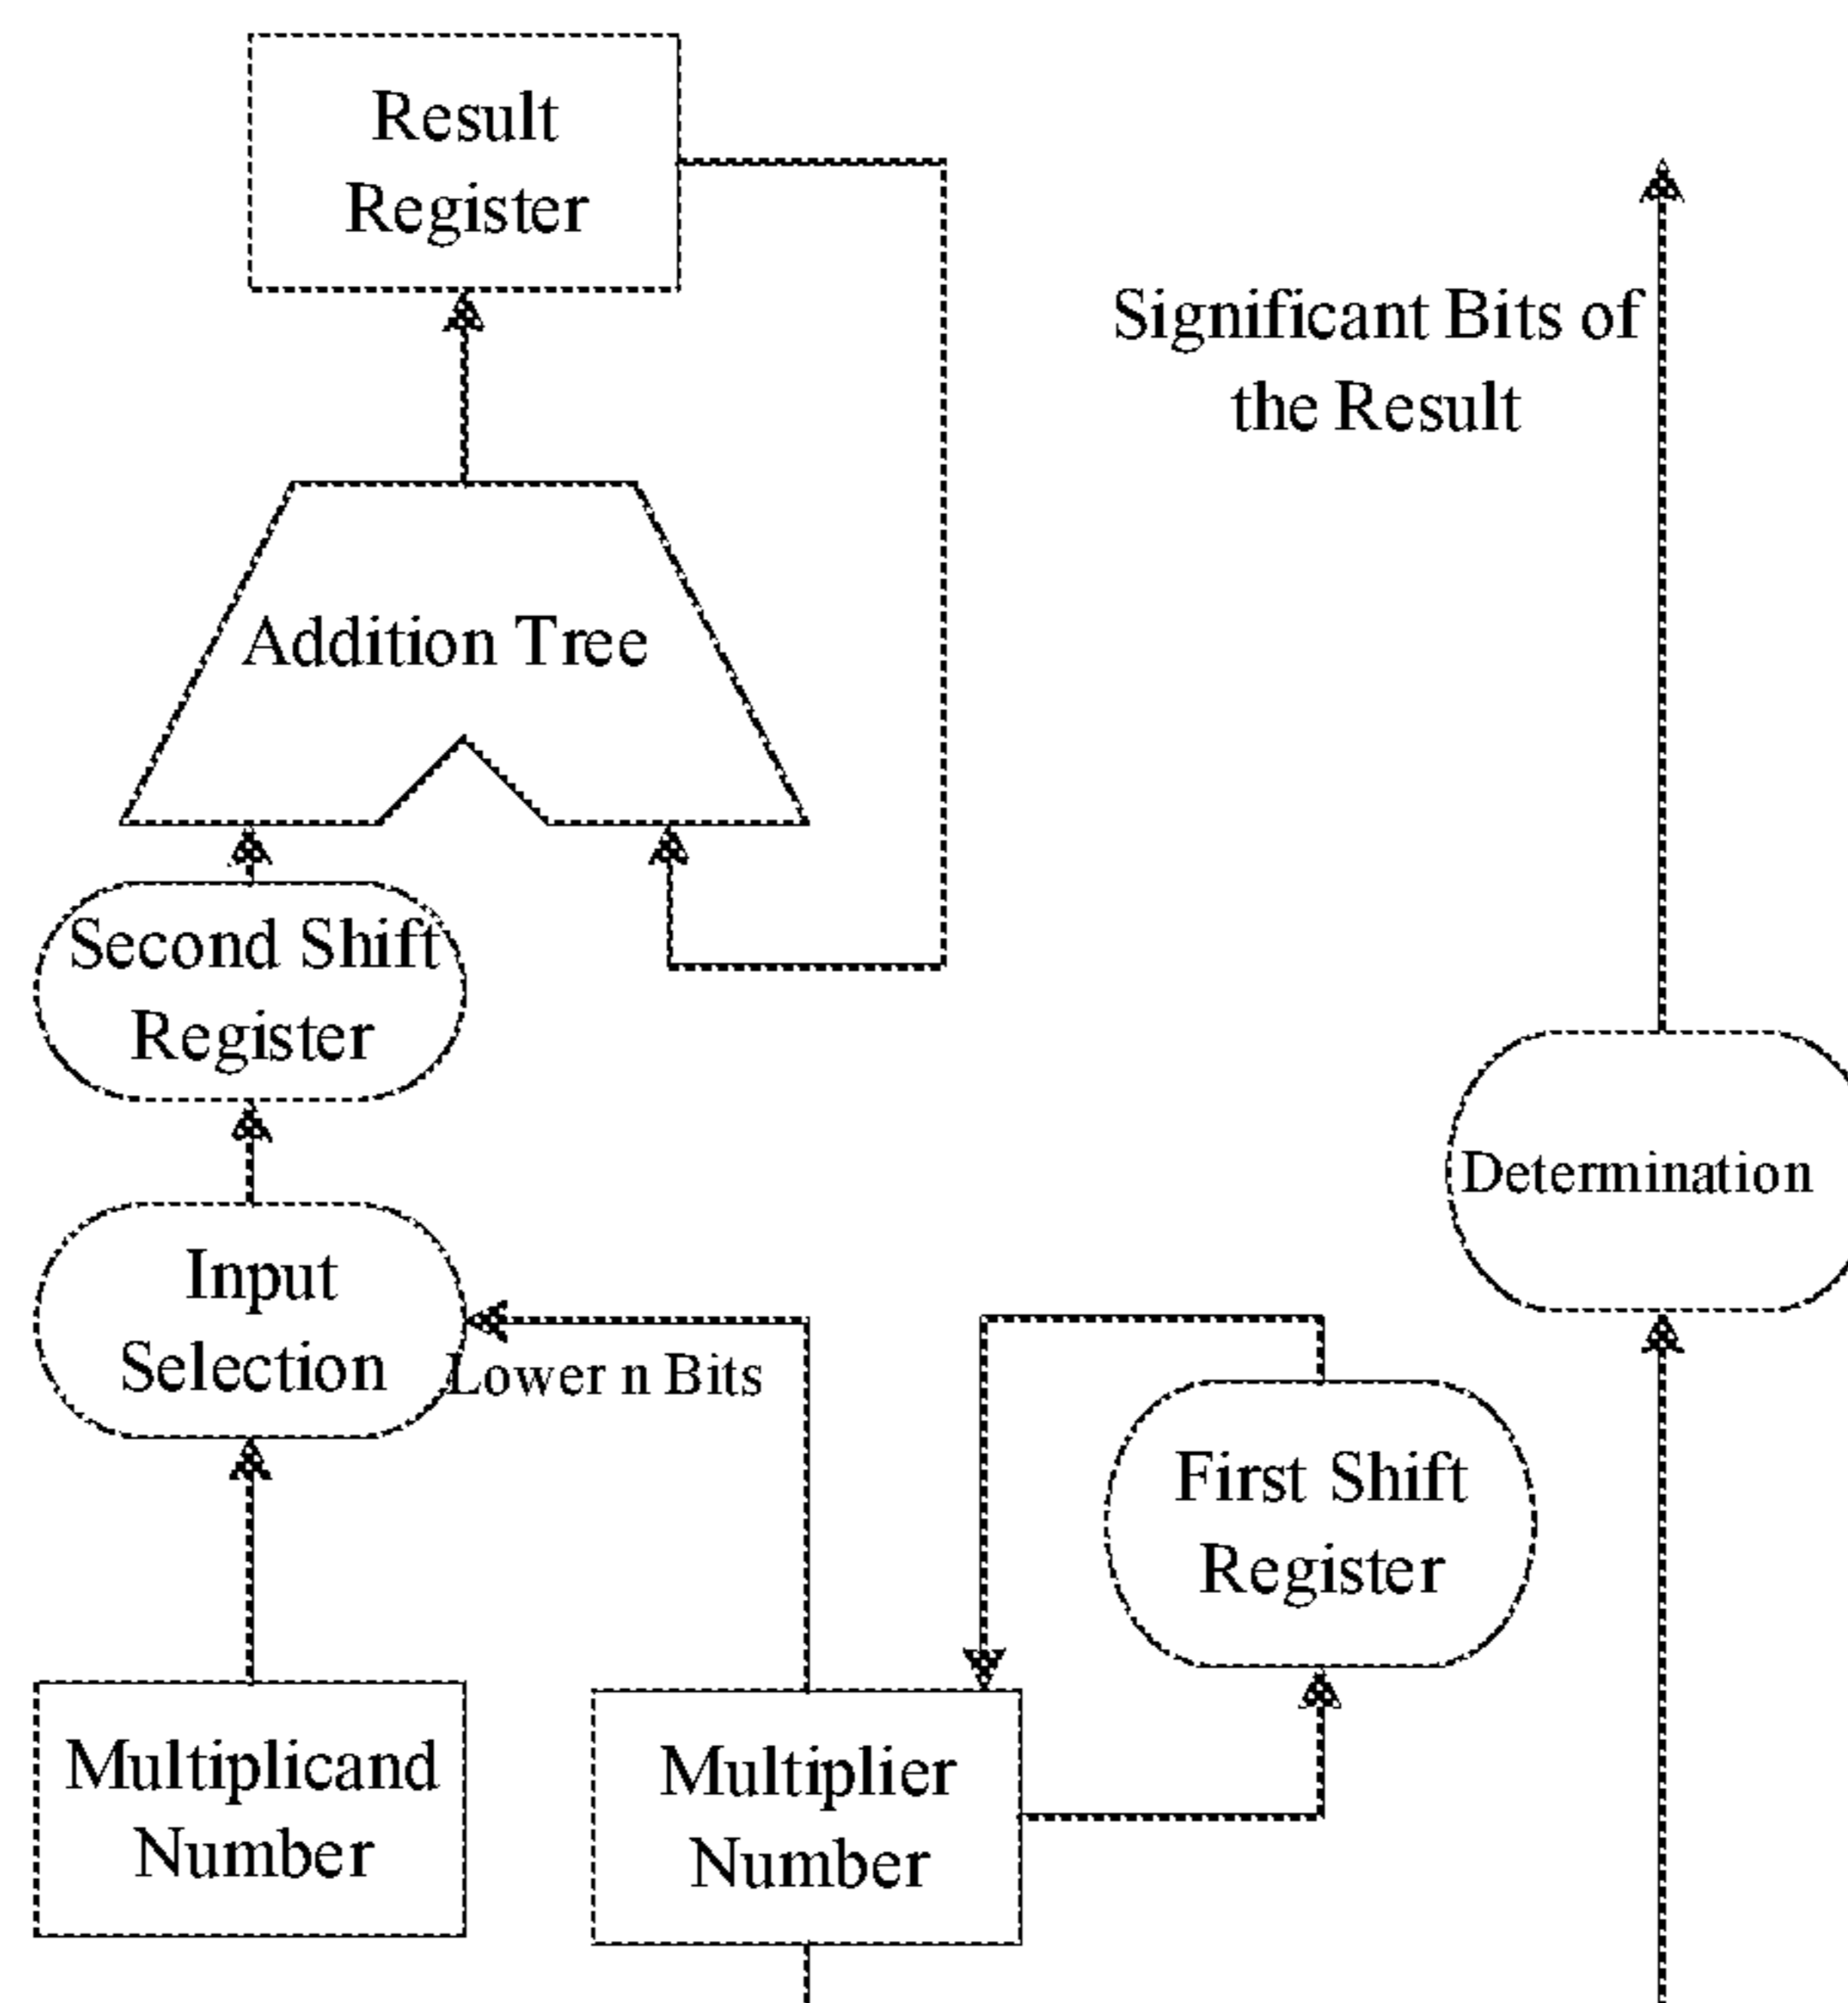 Result
Register
Significant Bits of
the Result
Addition Tree
Second Shift
Register
Determination
Input
Selection
Lower n Bits
First Shift
Register
Multiplicand
Number
Multiplier
Number